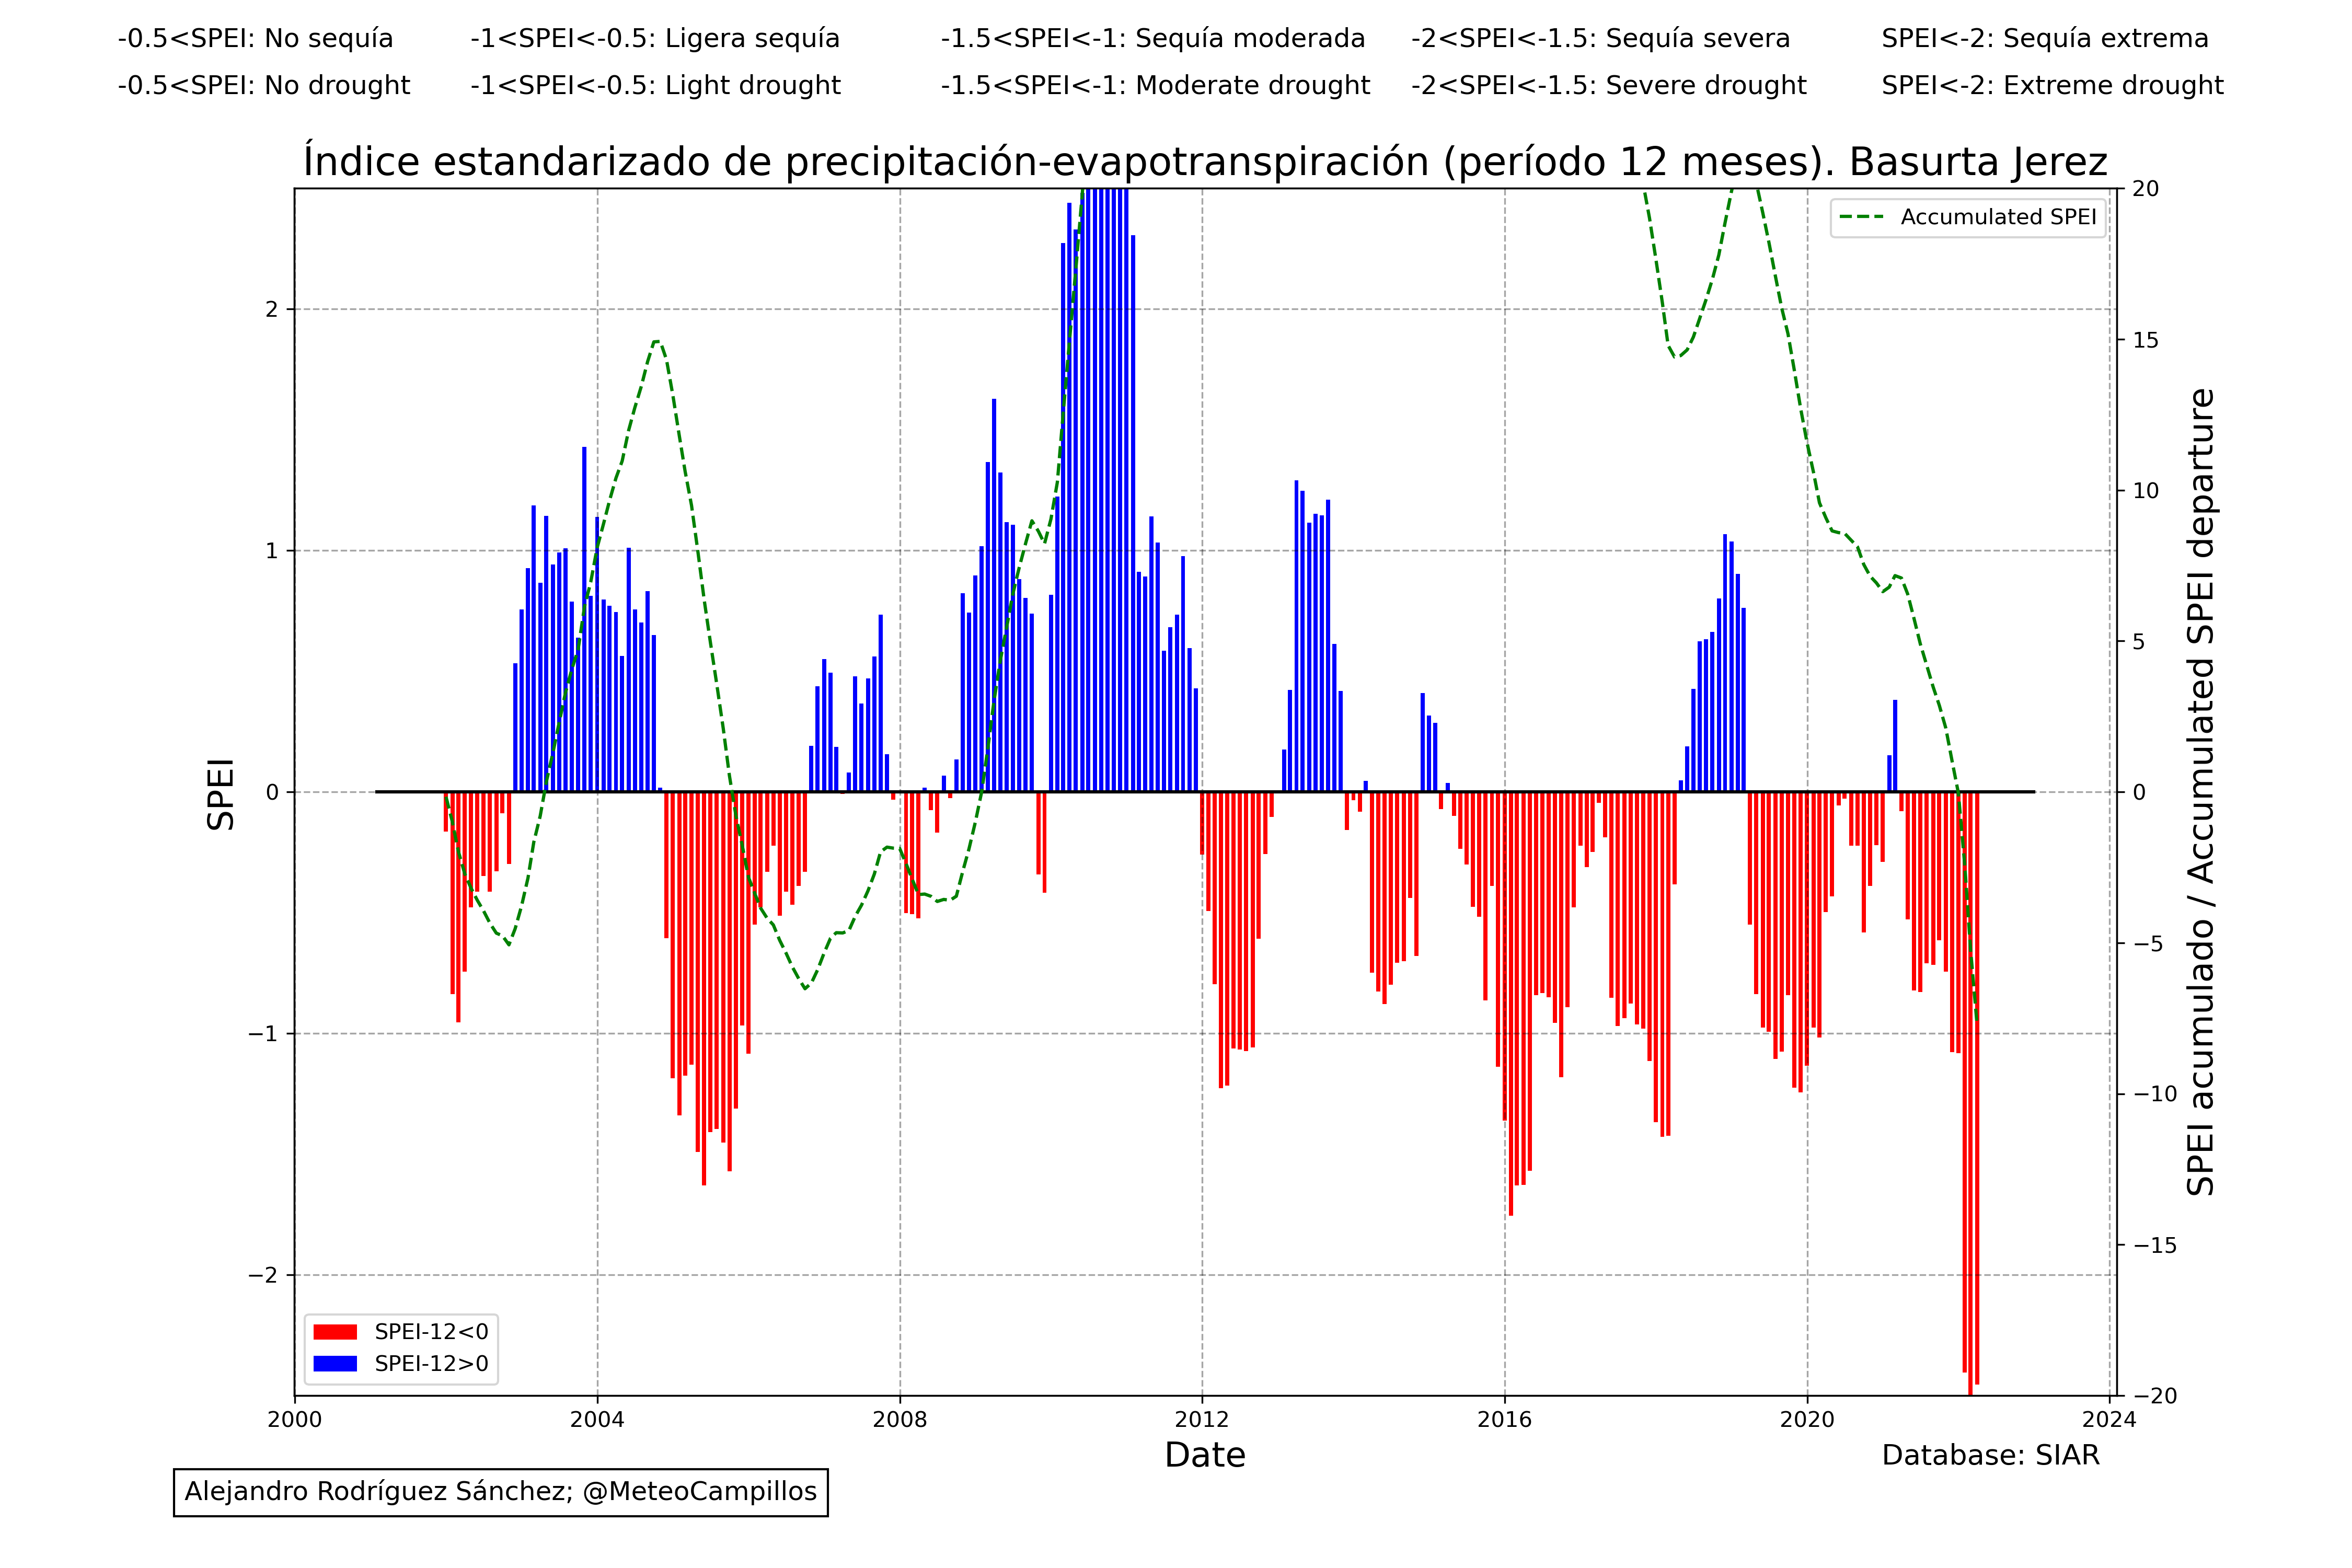 -0.5<SPEI: No sequía -1<SPEI<-0.5: Ligera sequía -1.5<SPEI<-1: Sequía moderada -2<SPEI<-1.5: Sequía severa SPEI<-2: Sequía extrema
-0.5<SPEI: No drought -1<SPEI<-0.5: Light drought -1.5<SPEI<-1: Moderate drought -2<SPEI<-1.5: Severe drought SPEI<-2: Extreme drought
Índice estandarizado de precipitación-evapotranspiración (período 12 meses). Basurta Jerez
Accumulated SPEI
SPEI
2
1
0
−1
−2
20
15
10
5
0
−5
−10
−15
−20
SPEI acumulado / Accumulated SPEI departure
SPEI-12<0
SPEI-12>0
2000 2004 2008 2012 2016 2020 2024
Date
Database: SIAR
Alejandro Rodríguez Sánchez; @MeteoCampillos